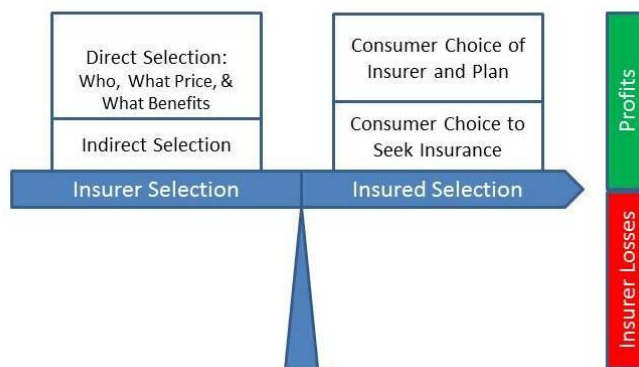 Direct Selection:
Who, What Price, &
What Benefits
Indirect Selection
Insurer Selection
Consumer Choice of
Insurer and Plan
Consumer Choice to
Seek Insurance
Insured Selection
Profits
Insurer Losses